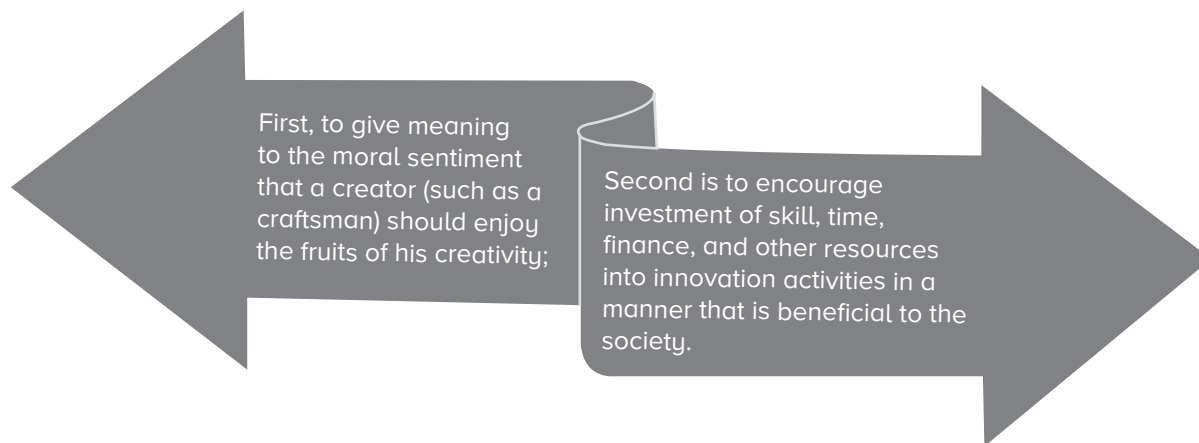 First, to give meaning
to the moral sentiment
that a creator (such as a
craftsman) should enjoy
the fruits of his creativity;
Second is to encourage
investment of skill, time,
finance, and other resources
into innovation activities in a
manner that is beneficial to the
society.